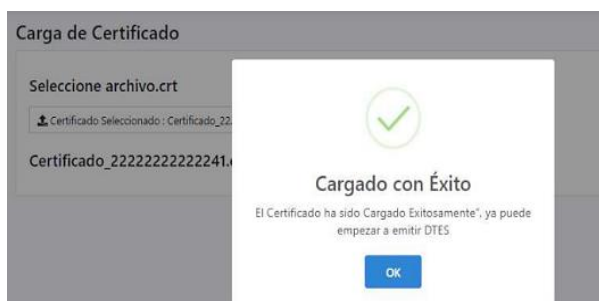 Carga de Certificado
Seleccione archivo.crt
Certificado Seleccionado : Certificado_22.
Certificado_22222222222241.
Cargado con Éxito
El Certificado ha sido Cargado Exitosamente", ya puede
empezar a emitir DTES
OK